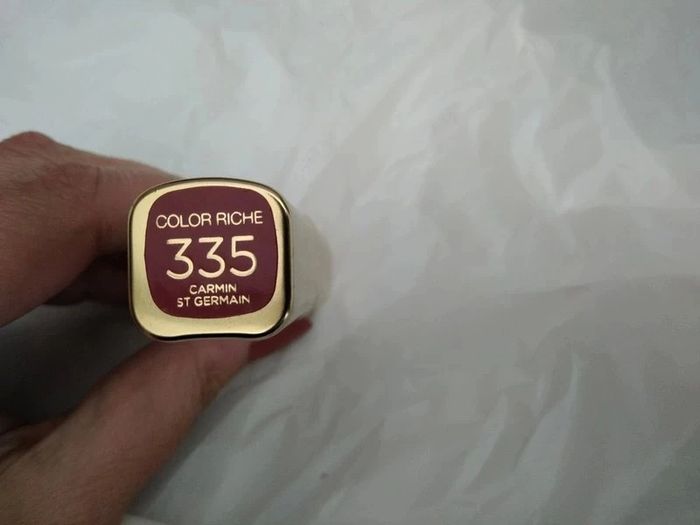 COLOR RICHE
335
CARMIN
ST GERMAIN